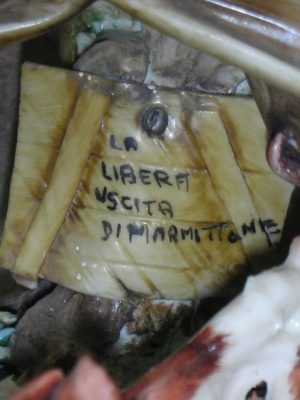 LA
LIBERA
USCITA
DI MARMITTONE